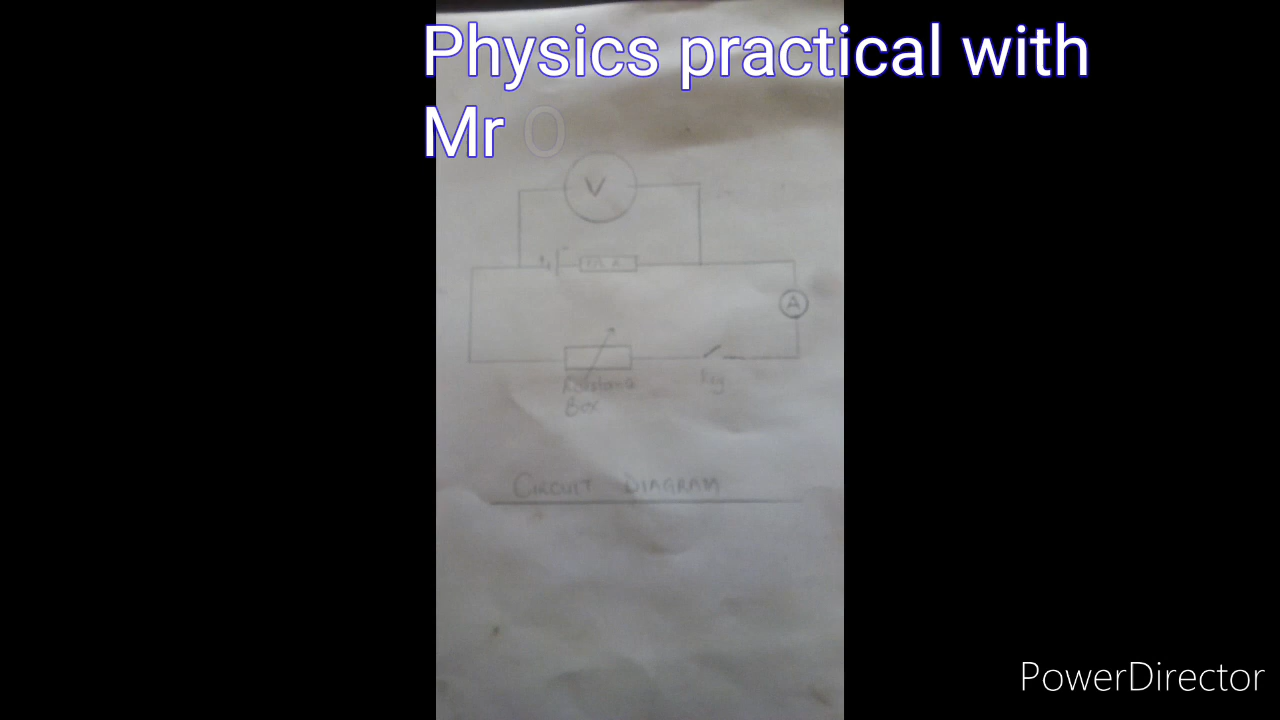 Physics practical with
Mr O
V
A
Resistance
Key
Box
CIRCUIT DIAGRAM
PowerDirector